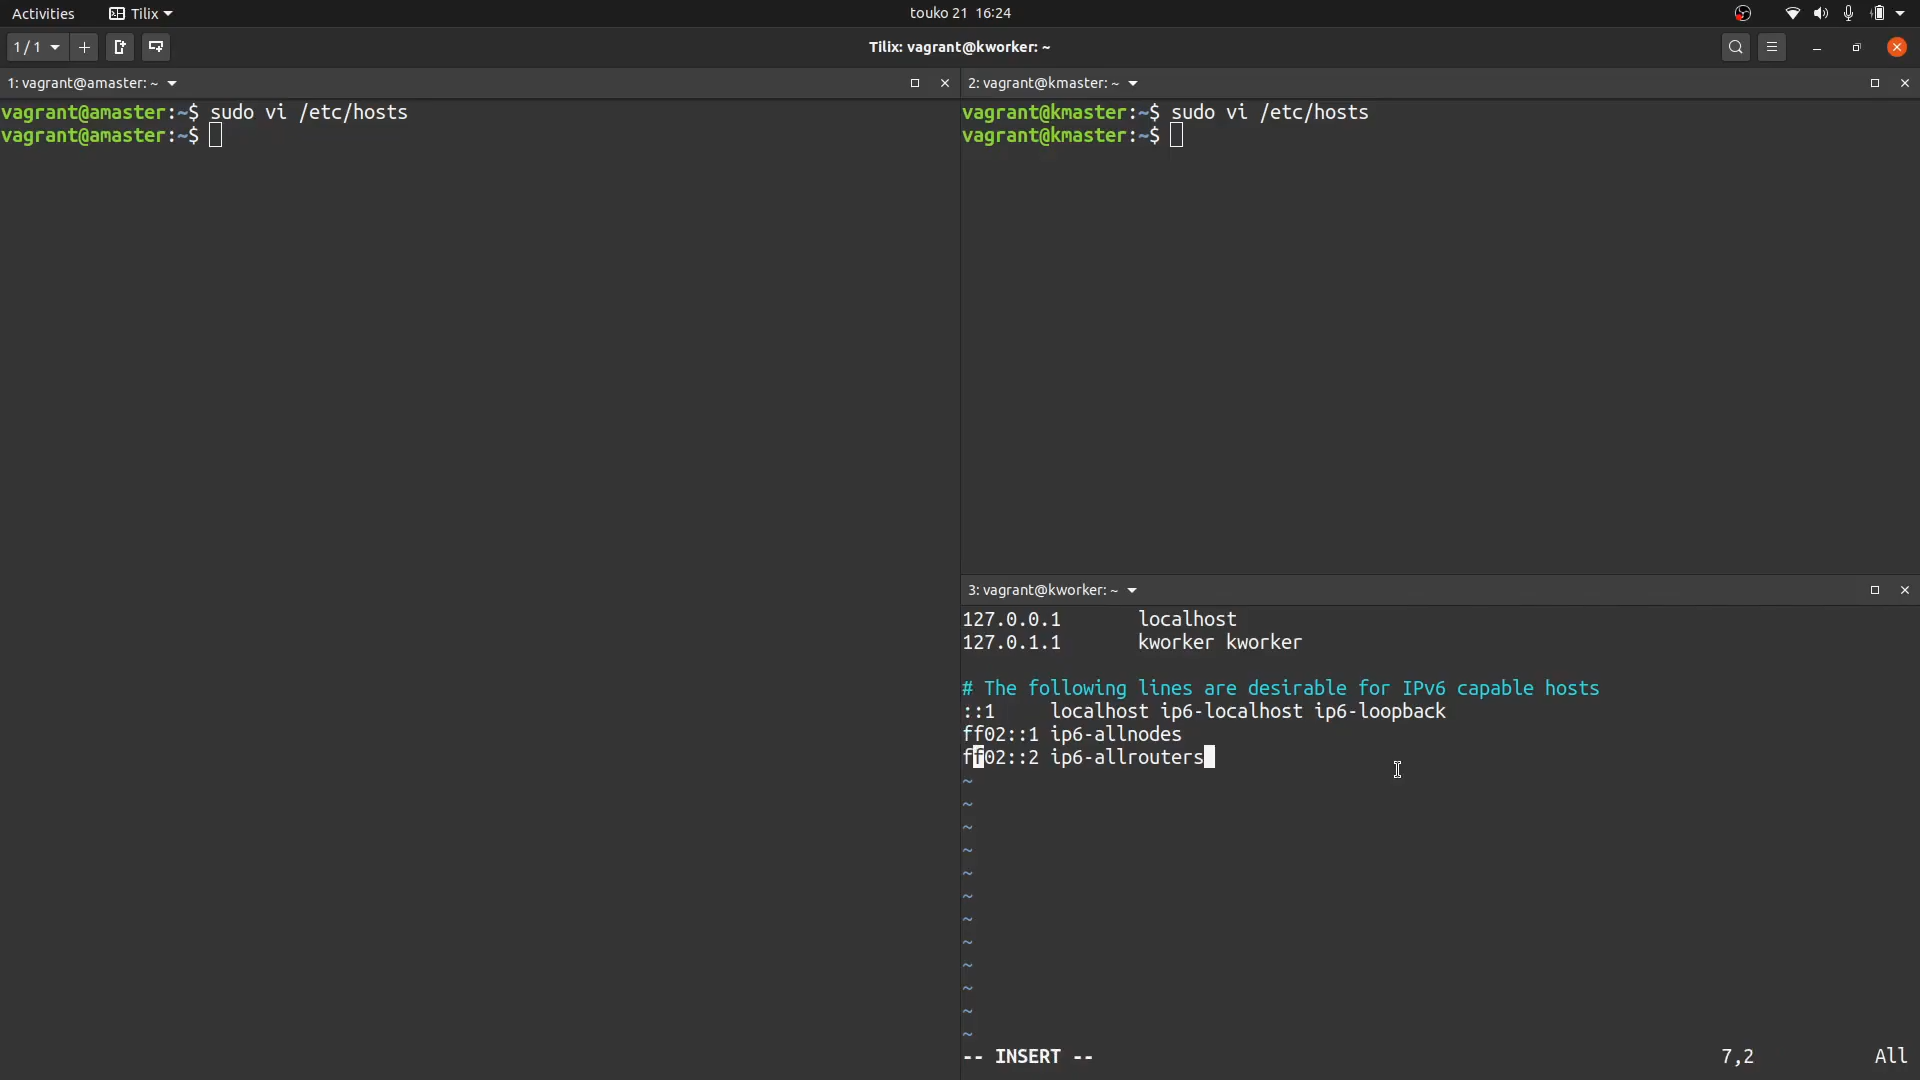 Activities Tilix touko 21 16:24
1 / 1 Tilix: vagrant@kworker: ~
1: vagrant@amaster: ~
vagrant@amaster:~$ sudo vi /etc/hosts
vagrant@amaster:~$
2: vagrant@kmaster: ~
vagrant@kmaster:~$ sudo vi /etc/hosts
vagrant@kmaster:~$
3: vagrant@kworker: ~
127.0.0.1 localhost
127.0.1.1 kworker kworker
# The following lines are desirable for IPv6 capable hosts
::1 localhost ip6-localhost ip6-loopback
ff02::1 ip6-allnodes
ff02::2 ip6-allrouters
~
~
~
~
~
~
~
~
~
~
~
~
-- INSERT -- 7,2 All